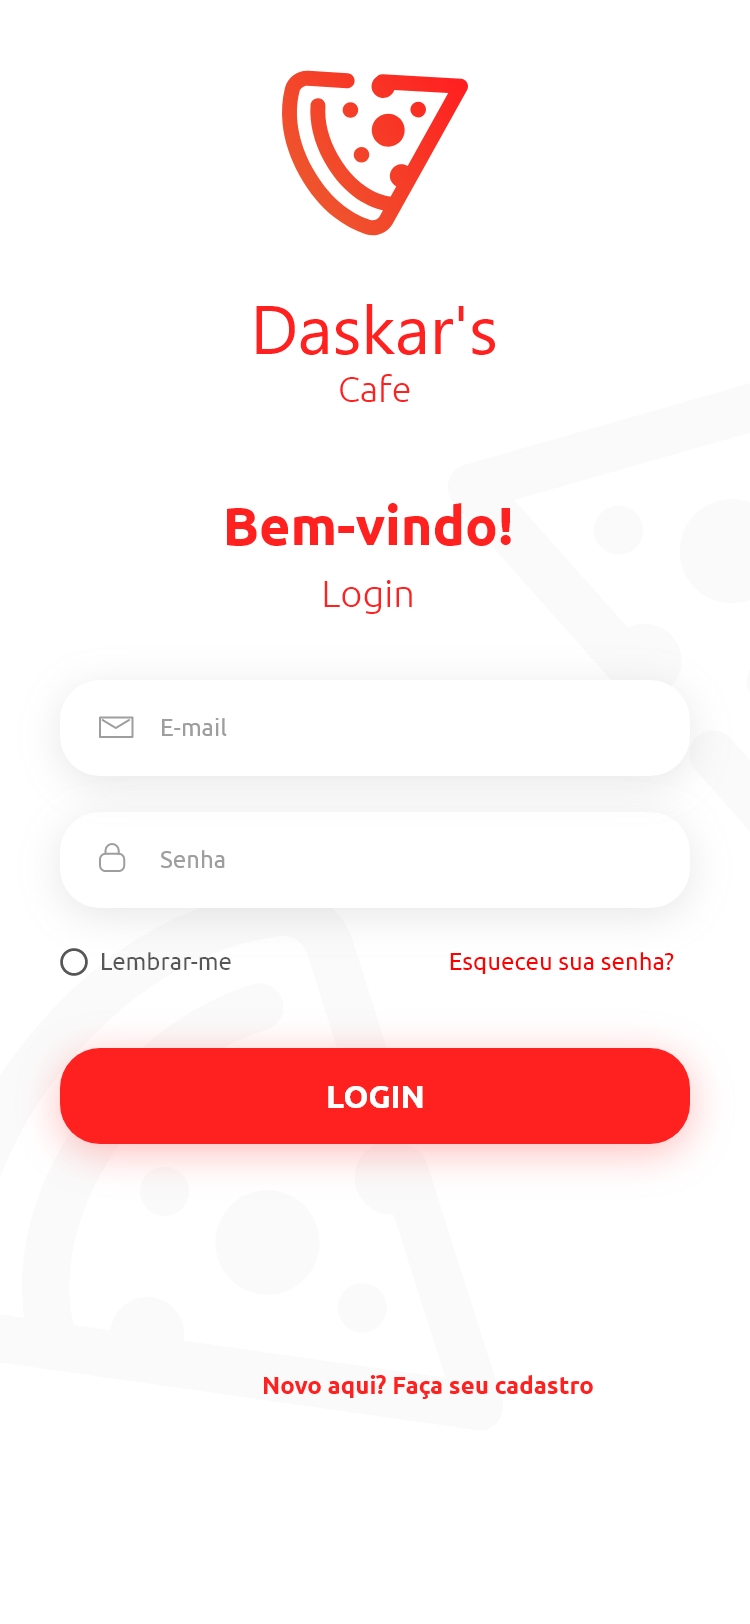 Daskar's
Cafe
Bem-vindo!
Login
E-mail
Senha
Lembrar-me
Esqueceu sua senha?
LOGIN
Novo aqui? Faça seu cadastro